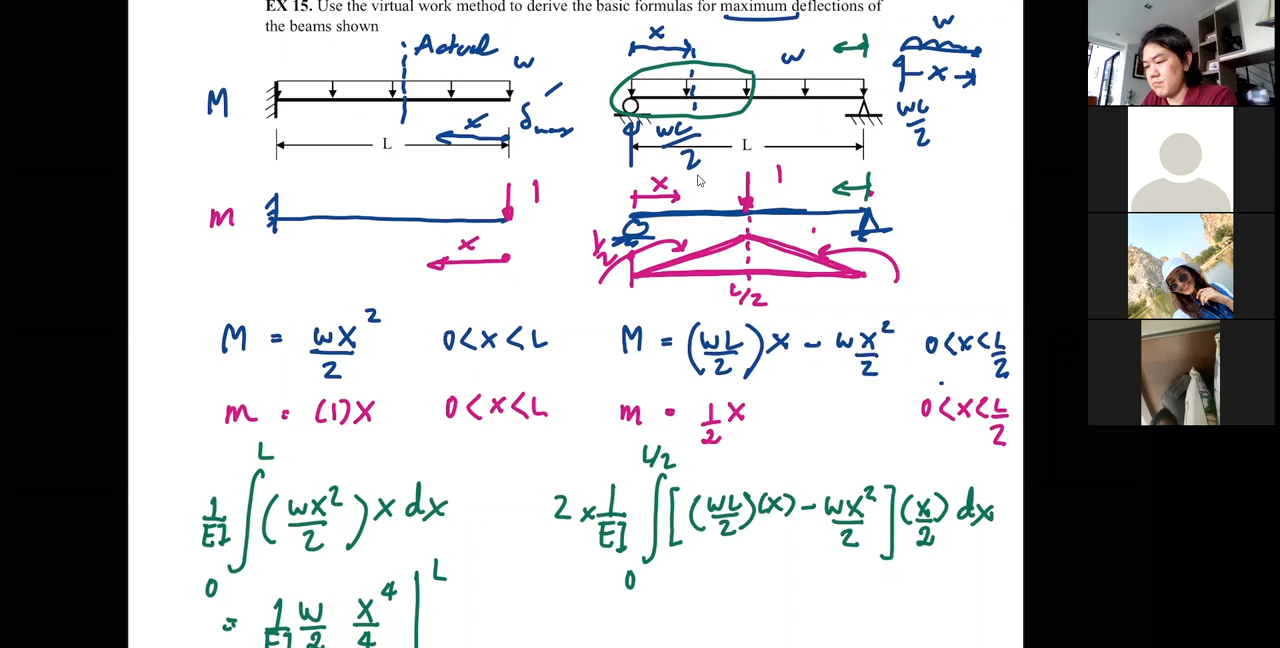 EX 15. Use the virtual work method to derive the basic formulas for maximum deflections of
the beams shown
Actual
w
M
x
δmax
L
m
1
x
M = wx²/2 0<x<L
m = (1)x 0<x<L
1/EI ∫₀ᴸ (wx²/2) x dx
= 1/EI w/2 x⁴/4 |ᴸ
x
w
w
x
wL/2
wL/2
L
x
1
1/2
L/2
M = (wL/2)x - wx²/2 0<x<L/2
m = 1/2 x 0<x<L/2
2 x 1/EI ∫₀^(L/2) [(wL/2)(x) - wx²/2](x/2) dx